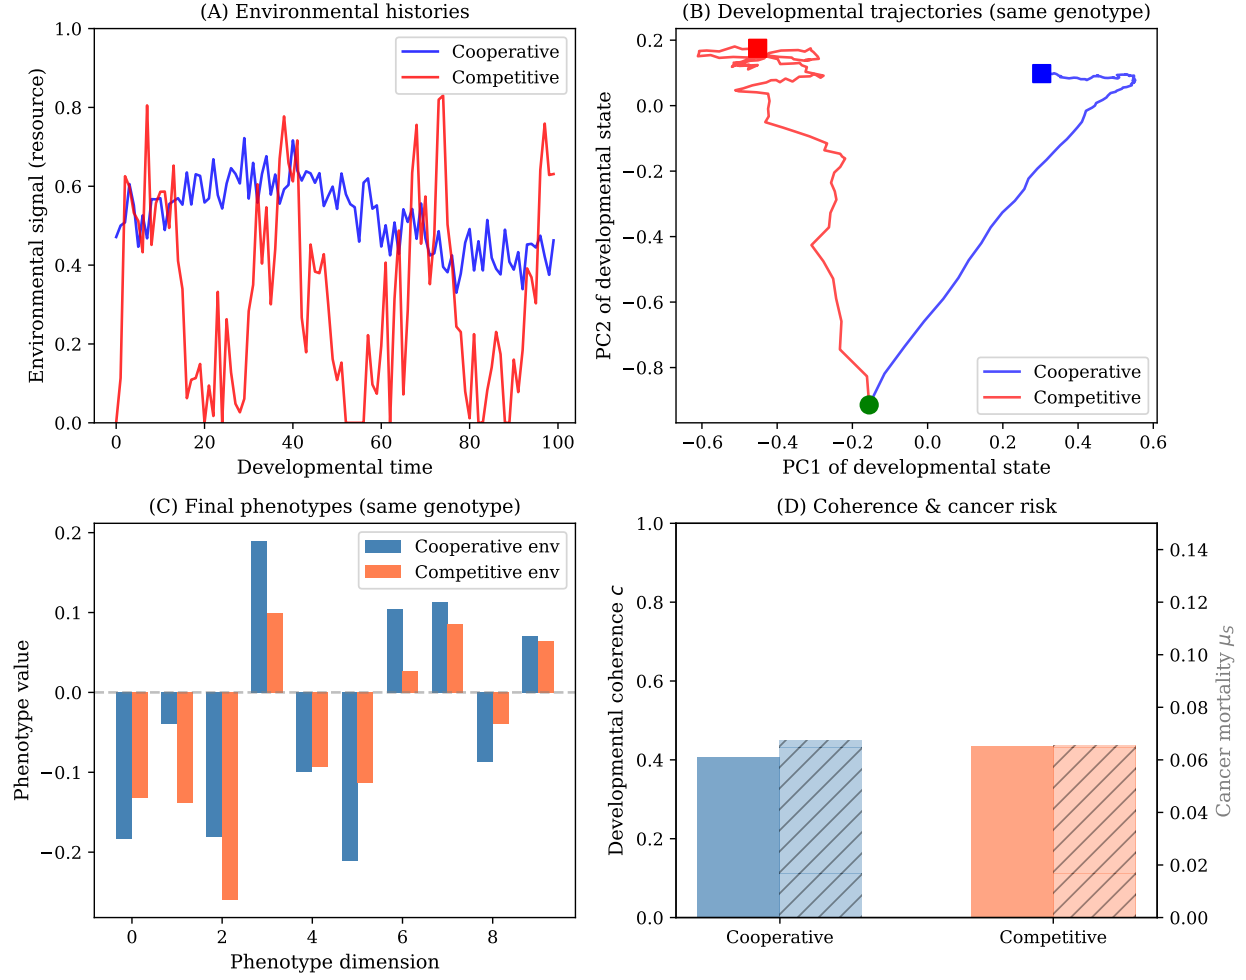 (A) Environmental histories
Cooperative
Competitive
1.0
0.8
0.6
0.4
0.2
0.0
Environmental signal (resource)
0
20
40
60
80
100
Developmental time
(B) Developmental trajectories (same genotype)
0.2
0.0
−0.2
−0.4
−0.6
−0.8
PC2 of developmental state
Cooperative
Competitive
−0.6
−0.4
−0.2
0.0
0.2
0.4
0.6
PC1 of developmental state
(C) Final phenotypes (same genotype)
Cooperative env
Competitive env
0.2
0.1
0.0
−0.1
−0.2
Phenotype value
0
2
4
6
8
Phenotype dimension
(D) Coherence & cancer risk
1.0
0.8
0.6
0.4
0.2
0.0
Developmental coherence c
0.14
0.12
0.10
0.08
0.06
0.04
0.02
0.00
Cancer mortality μS
Cooperative
Competitive